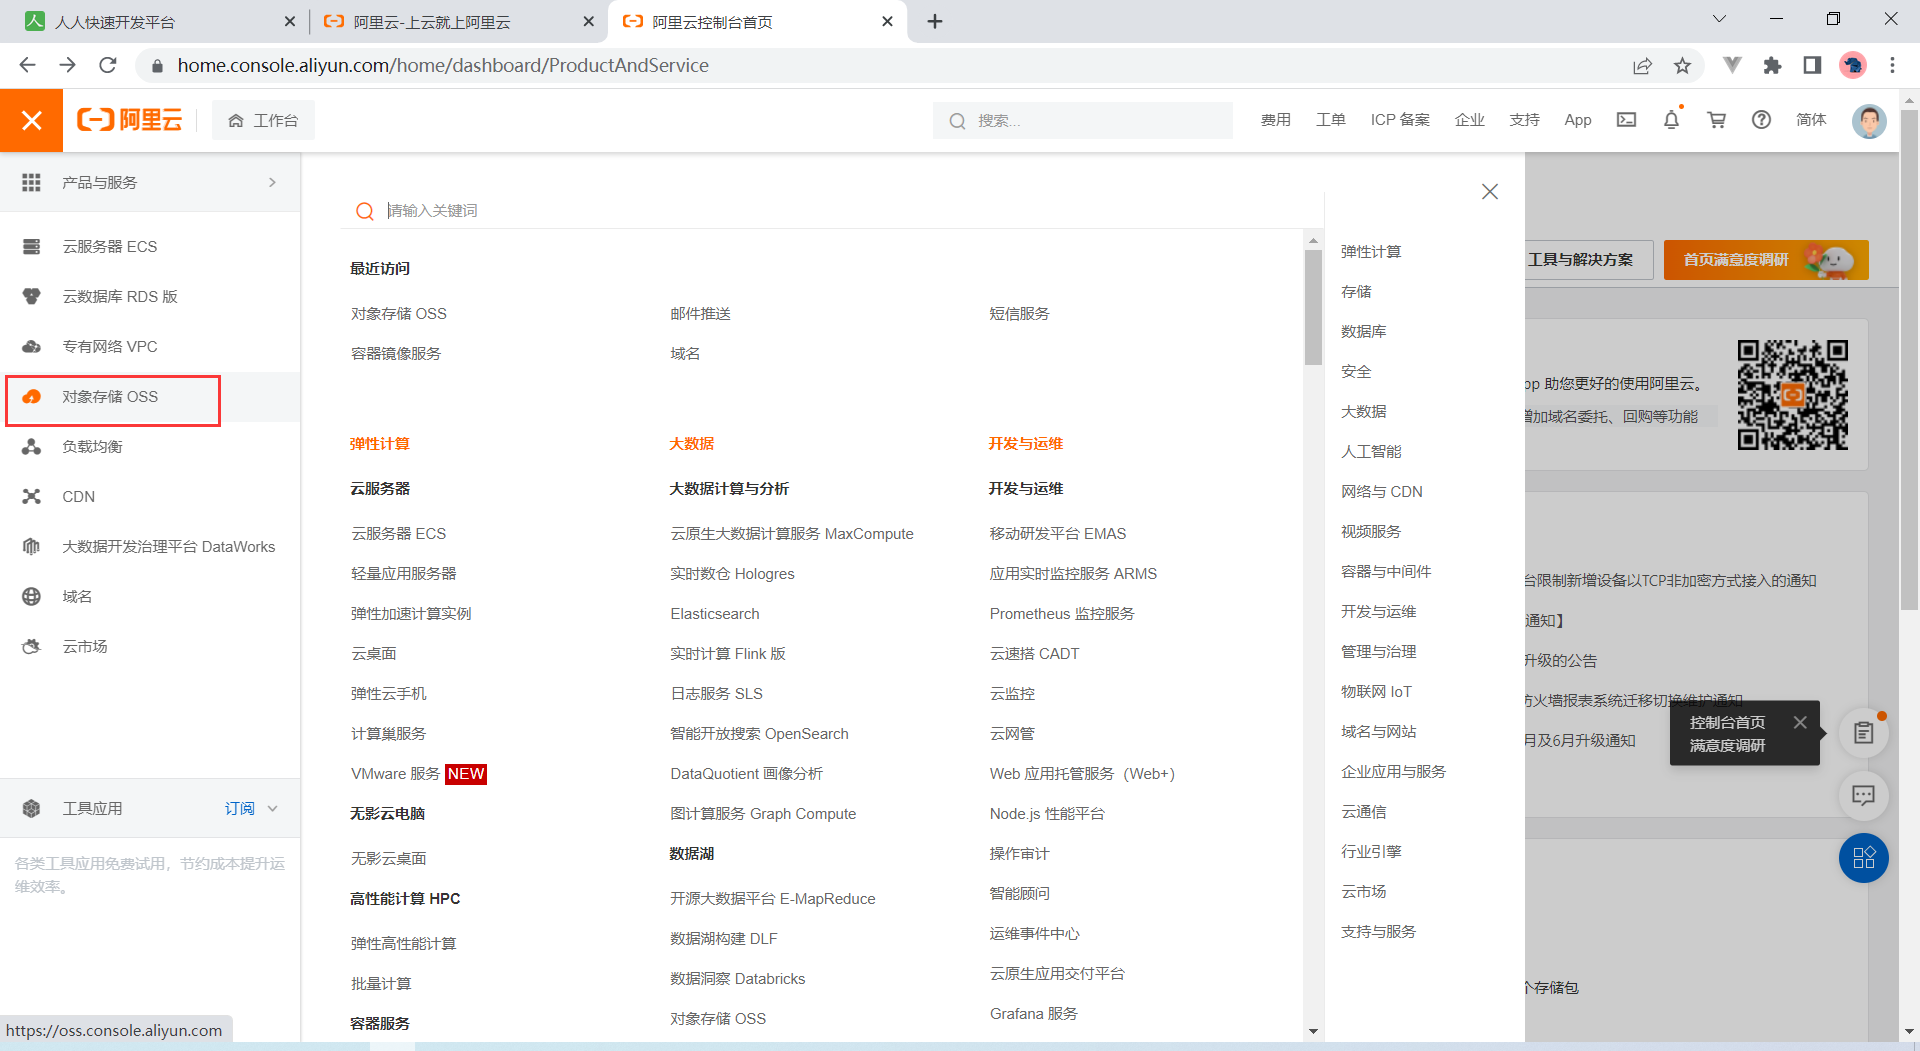 人人快速开发平台
阿里云-上云就上阿里云
阿里云控制台首页
home.console.aliyun.com/home/dashboard/ProductAndService
阿里云
工作台
搜索...
费用
工单
ICP 备案
企业
支持
App
简体
产品与服务
云服务器 ECS
云数据库 RDS 版
专有网络 VPC
对象存储 OSS
负载均衡
CDN
大数据开发治理平台 DataWorks
域名
云市场
工具应用
订阅
各类工具应用免费试用，节约成本提升运
维效率。
https://oss.console.aliyun.com
请输入关键词
最近访问
对象存储 OSS
邮件推送
短信服务
容器镜像服务
域名
弹性计算
云服务器
云服务器 ECS
轻量应用服务器
弹性加速计算实例
云桌面
弹性云手机
计算巢服务
VMware 服务 NEW
无影云电脑
无影云桌面
高性能计算 HPC
弹性高性能计算
批量计算
容器服务
大数据
大数据计算与分析
云原生大数据计算服务 MaxCompute
实时数仓 Hologres
Elasticsearch
实时计算 Flink 版
日志服务 SLS
智能开放搜索 OpenSearch
DataQuotient 画像分析
图计算服务 Graph Compute
数据湖
开源大数据平台 E-MapReduce
数据湖构建 DLF
数据洞察 Databricks
对象存储 OSS
开发与运维
开发与运维
移动研发平台 EMAS
应用实时监控服务 ARMS
Prometheus 监控服务
云速搭 CADT
云监控
云网管
Web 应用托管服务（Web+）
Node.js 性能平台
操作审计
智能顾问
运维事件中心
云原生应用交付平台
Grafana 服务
弹性计算
存储
数据库
安全
大数据
人工智能
网络与 CDN
视频服务
容器与中间件
开发与运维
管理与治理
物联网 IoT
域名与网站
企业应用与服务
云通信
行业引擎
云市场
支持与服务
工具与解决方案
首页满意度调研
pp 助您更好的使用阿里云。
增加域名委托、回购等功能
台限制新增设备以TCP非加密方式接入的通知
通知】
升级的公告
防火墙报表系统迁移切换维护通知
月及6月升级通知
控制台首页
满意度调研
个存储包